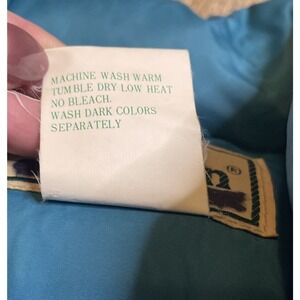 MACHINE WASH WARM
TUMBLE DRY LOW HEAT
NO BLEACH.
WASH DARK COLORS
SEPARATELY
®